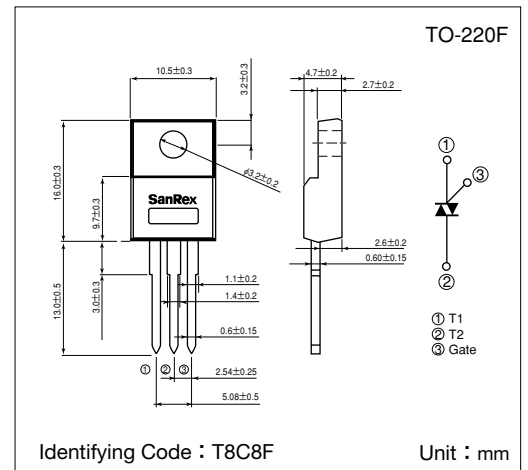 TO-220F
10.5±0.3
3.2±0.3
4.7±0.2
2.7±0.2
16.0±0.3
9.7±0.3
φ3.2±0.2
SanRex
13.0±0.5
3.0±0.3
1.1±0.2
1.4±0.2
0.6±0.15
2.54±0.25
5.08±0.5
① ② ③
2.6±0.2
0.60±0.15
①
③
②
① T1
② T2
③ Gate
Identifying Code：T8C8F
Unit：mm